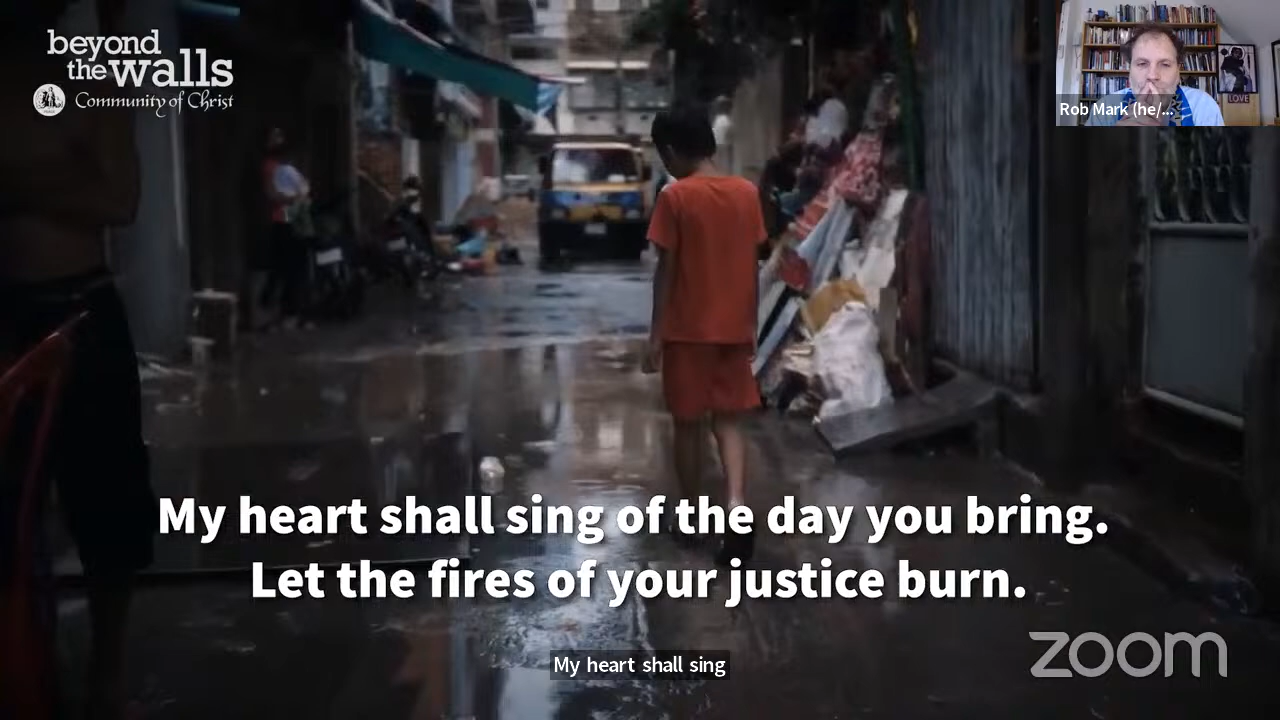 beyond
the walls
Community of Christ
Rob Mark (he/...
LOVE
My heart shall sing of the day you bring.
Let the fires of your justice burn.
zoom
My heart shall sing